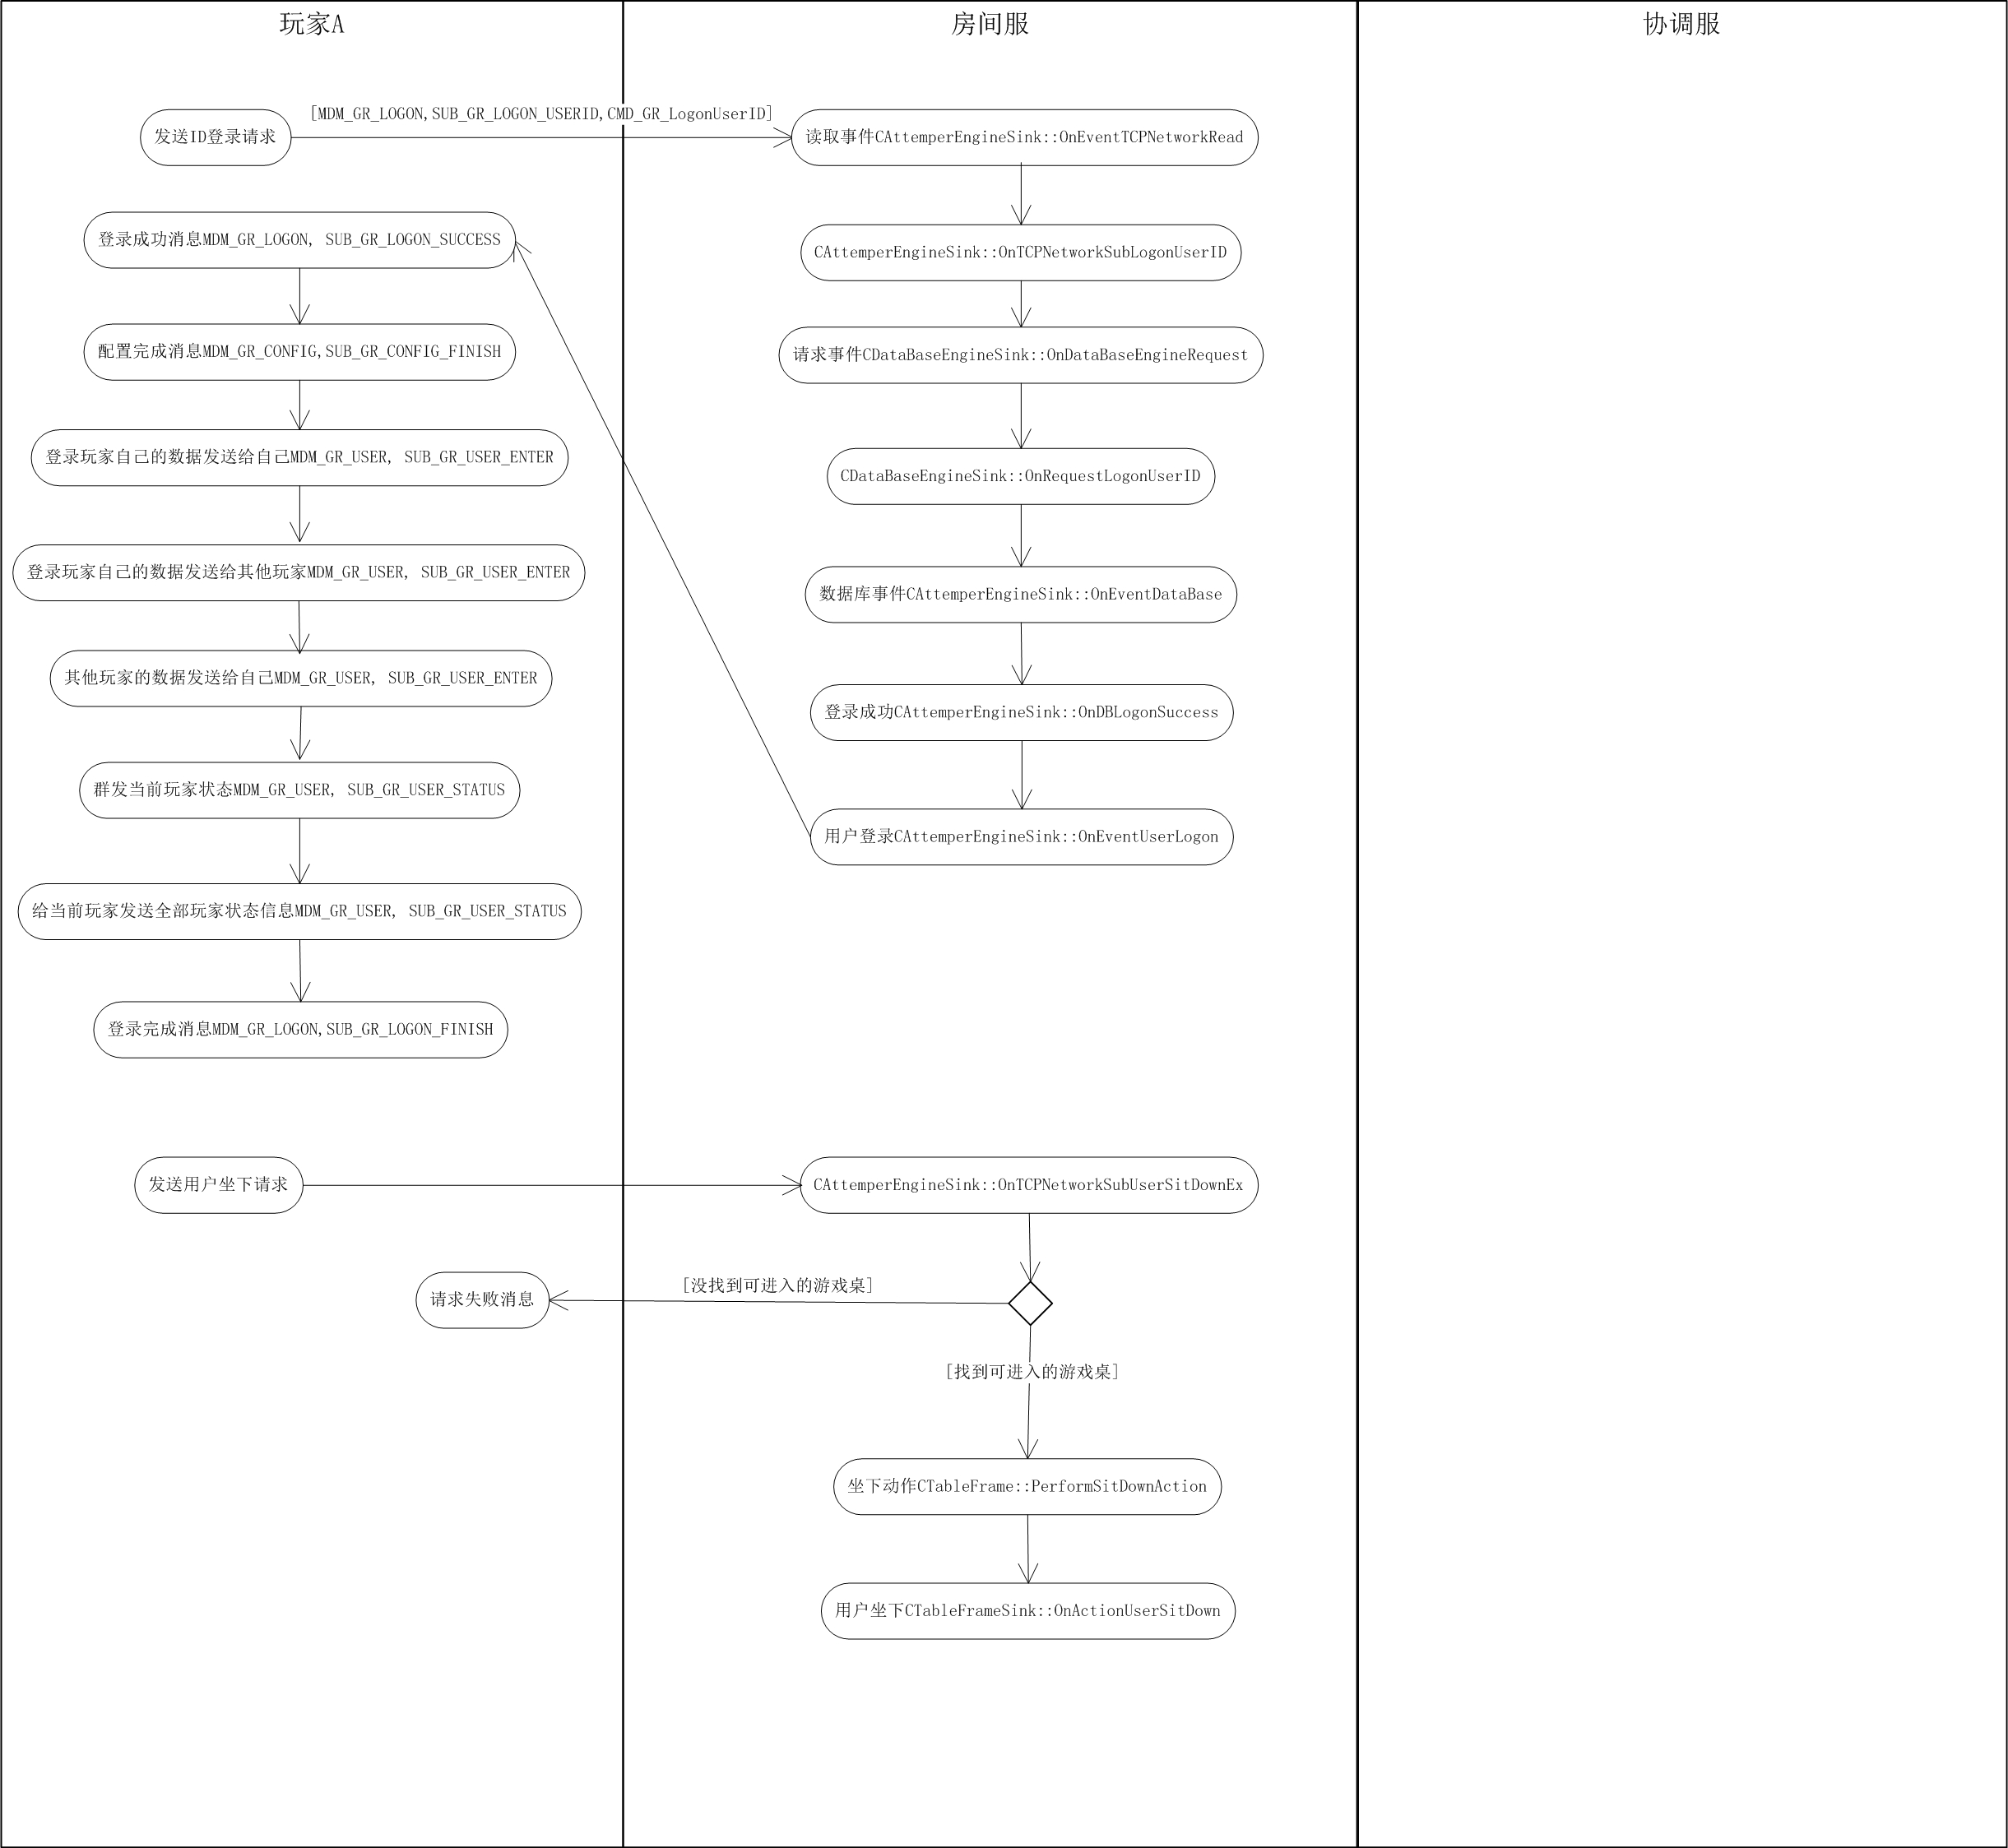 玩家A
房间服
协调服
[MDM_GR_LOGON,SUB_GR_LOGON_USERID,CMD_GR_LogonUserID]
发送ID登录请求
读取事件CAttemperEngineSink::OnEventTCPNetworkRead
登录成功消息MDM_GR_LOGON, SUB_GR_LOGON_SUCCESS
CAttemperEngineSink::OnTCPNetworkSubLogonUserID
配置完成消息MDM_GR_CONFIG,SUB_GR_CONFIG_FINISH
请求事件CDataBaseEngineSink::OnDataBaseEngineRequest
登录玩家自己的数据发送给自己MDM_GR_USER, SUB_GR_USER_ENTER
CDataBaseEngineSink::OnRequestLogonUserID
登录玩家自己的数据发送给其他玩家MDM_GR_USER, SUB_GR_USER_ENTER
数据库事件CAttemperEngineSink::OnEventDataBase
其他玩家的数据发送给自己MDM_GR_USER, SUB_GR_USER_ENTER
登录成功CAttemperEngineSink::OnDBLogonSuccess
群发当前玩家状态MDM_GR_USER, SUB_GR_USER_STATUS
用户登录CAttemperEngineSink::OnEventUserLogon
给当前玩家发送全部玩家状态信息MDM_GR_USER, SUB_GR_USER_STATUS
登录完成消息MDM_GR_LOGON,SUB_GR_LOGON_FINISH
发送用户坐下请求
CAttemperEngineSink::OnTCPNetworkSubUserSitDownEx
[没找到可进入的游戏桌]
请求失败消息
[找到可进入的游戏桌]
坐下动作CTableFrame::PerformSitDownAction
用户坐下CTableFrameSink::OnActionUserSitDown